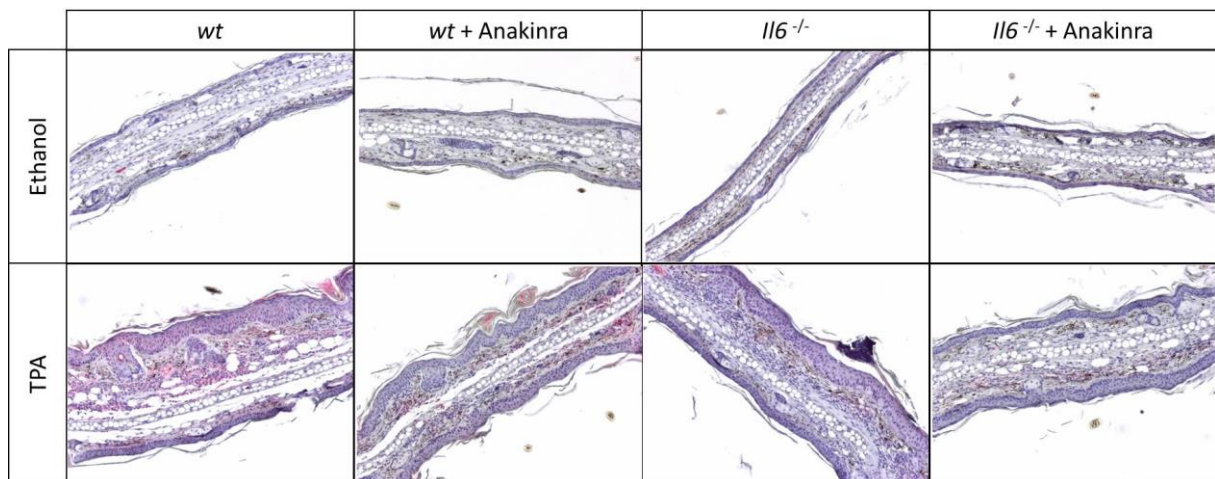 wt
wt + Anakinra
Il6 -/-
Il6 -/- + Anakinra
Ethanol
TPA